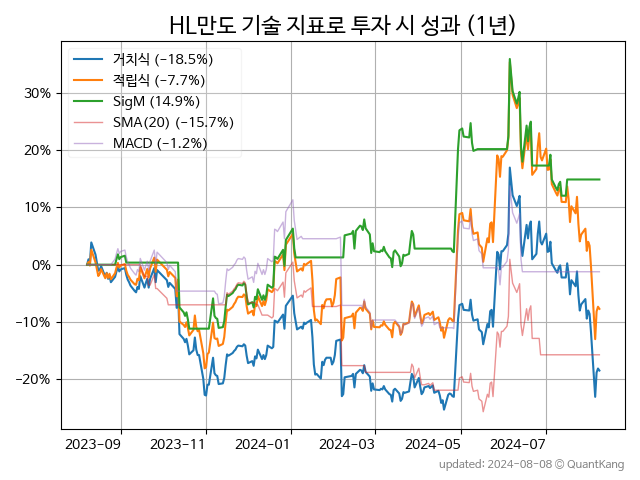 HL만도 기술 지표로 투자 시 성과 (1년)
거치식 (−18.5%)
적립식 (−7.7%)
SigM (14.9%)
SMA(20) (−15.7%)
MACD (−1.2%)
30%
20%
10%
0%
−10%
−20%
2023-09 2023-11 2024-01 2024-03 2024-05 2024-07
updated: 2024-08-08 © QuantKang